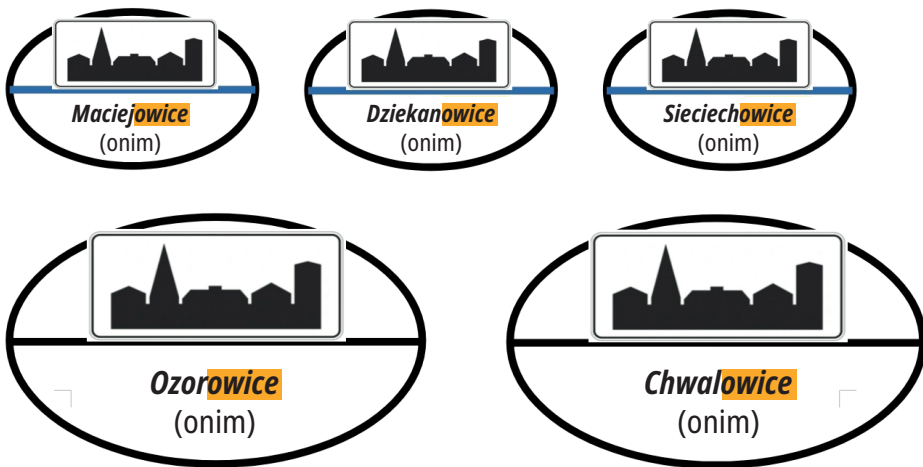 Maciejowice
(onim)
Dziekanowice
(onim)
Sieciechowice
(onim)
Ozorowice
(onim)
Chwalowice
(onim)